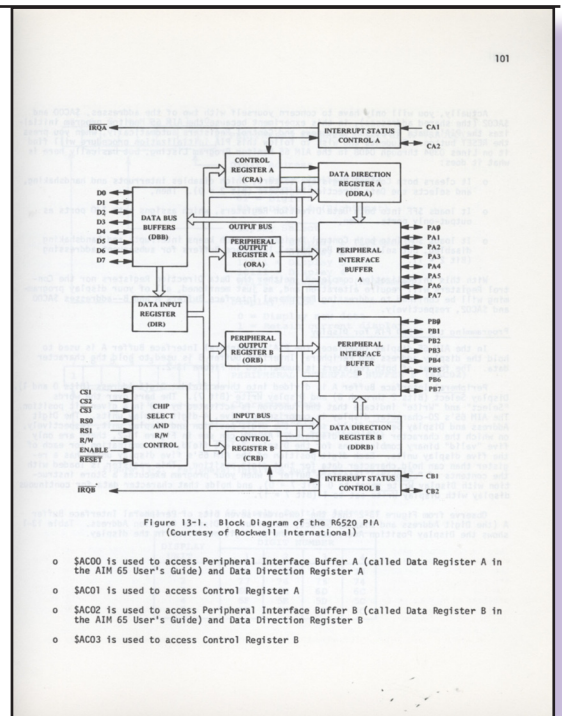 101
IRQA
INTERRUPT STATUS
CONTROL A
CA1
CA2
CONTROL
REGISTER A
(CRA)
DATA DIRECTION
REGISTER A
(DDRA)
D0
D1
D2
D3
D4
D5
D6
D7
DATA BUS
BUFFERS
(DBB)
OUTPUT BUS
PERIPHERAL
OUTPUT
REGISTER A
(ORA)
PERIPHERAL
INTERFACE
BUFFER
A
PA0
PA1
PA2
PA3
PA4
PA5
PA6
PA7
DATA INPUT
REGISTER
(DIR)
PERIPHERAL
OUTPUT
REGISTER B
(ORB)
PERIPHERAL
INTERFACE
BUFFER
B
PB0
PB1
PB2
PB3
PB4
PB5
PB6
PB7
CS1
CS2
CS3
RS0
RS1
R/W
ENABLE
RESET
CHIP
SELECT
AND
R/W
CONTROL
INPUT BUS
CONTROL
REGISTER B
(CRB)
DATA DIRECTION
REGISTER B
(DDRB)
IRQB
INTERRUPT STATUS
CONTROL B
CB1
CB2
Figure 13-1. Block Diagram of the R6520 PIA
(Courtesy of Rockwell International)
o $AC00 is used to access Peripheral Interface Buffer A (called Data Register A in
the AIM 65 User's Guide) and Data Direction Register A
o $AC01 is used to access Control Register A
o $AC02 is used to access Peripheral Interface Buffer B (called Data Register B in
the AIM 65 User's Guide) and Data Direction Register B
o $AC03 is used to access Control Register B